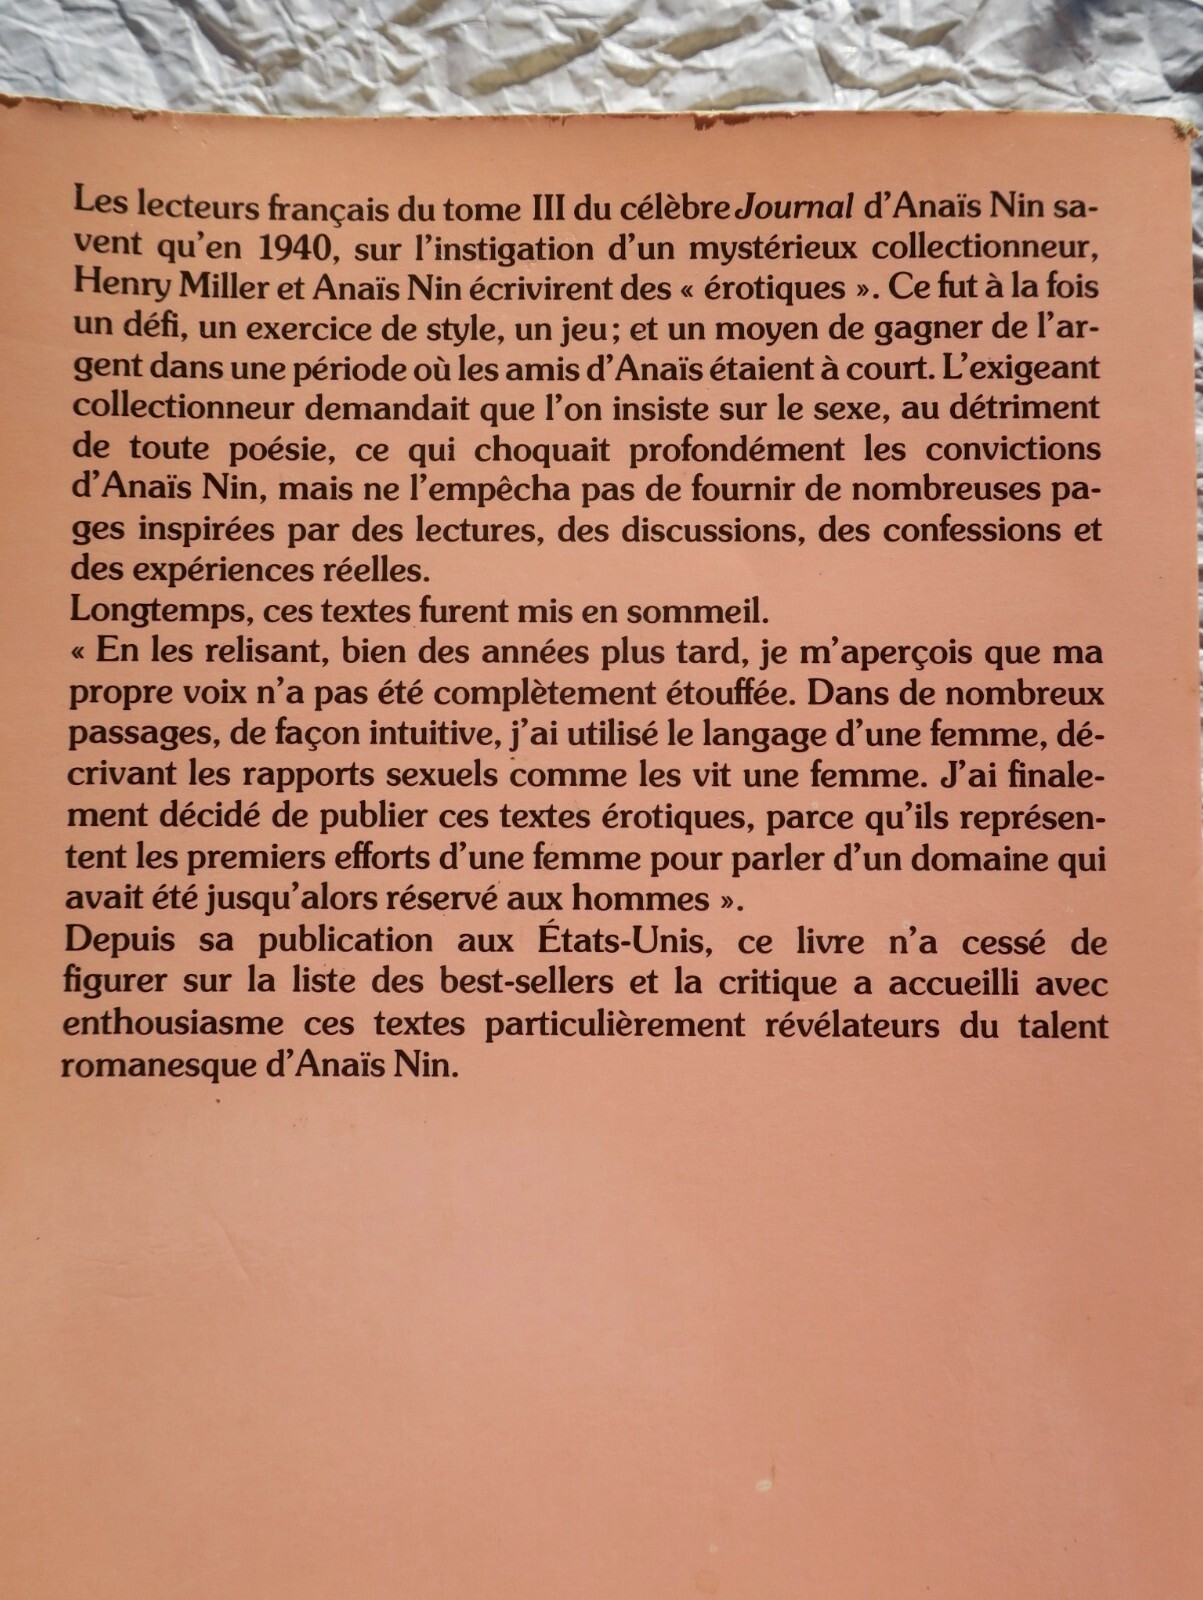 Les lecteurs français du tome III du célèbre Journal d'Anaïs Nin sa-
vent qu'en 1940, sur l'instigation d'un mystérieux collectionneur,
Henry Miller et Anaïs Nin écrivirent des « érotiques ». Ce fut à la fois
un défi, un exercice de style, un jeu; et un moyen de gagner de l'ar-
gent dans une période où les amis d'Anaïs étaient à court. L'exigeant
collectionneur demandait que l'on insiste sur le sexe, au détriment
de toute poésie, ce qui choquait profondément les convictions
d'Anaïs Nin, mais ne l'empêcha pas de fournir de nombreuses pa-
ges inspirées par des lectures, des discussions, des confessions et
des expériences réelles.
Longtemps, ces textes furent mis en sommeil.
« En les relisant, bien des années plus tard, je m'aperçois que ma
propre voix n'a pas été complètement étouffée. Dans de nombreux
passages, de façon intuitive, j'ai utilisé le langage d'une femme, dé-
crivant les rapports sexuels comme les vit une femme. J'ai finale-
ment décidé de publier ces textes érotiques, parce qu'ils représen-
tent les premiers efforts d'une femme pour parler d'un domaine qui
avait été jusqu'alors réservé aux hommes ».
Depuis sa publication aux États-Unis, ce livre n'a cessé de
figurer sur la liste des best-sellers et la critique a accueilli avec
enthousiasme ces textes particulièrement révélateurs du talent
romanesque d'Anaïs Nin.